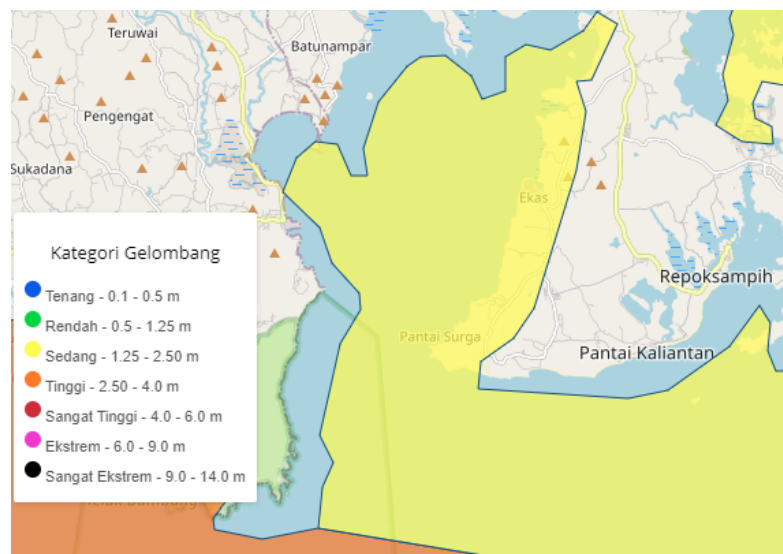 Teruwai
Batunampar
Pengengat
Sukadana
Ekas
Kategori Gelombang
Tenang - 0.1 - 0.5 m
Rendah - 0.5 - 1.25 m
Sedang - 1.25 - 2.50 m
Tinggi - 2.50 - 4.0 m
Sangat Tinggi - 4.0 - 6.0 m
Ekstrem - 6.0 - 9.0 m
Sangat Ekstrem - 9.0 - 14.0 m
Repoksampih
Pantai Surga
Pantai Kaliantan